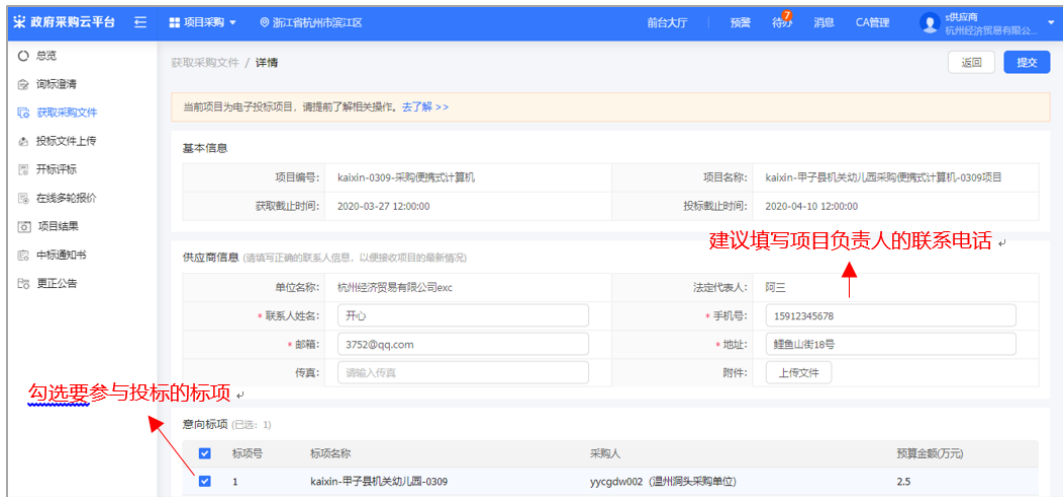 政府采购云平台 项目采购 浙江省杭州市滨江区 前台大厅 预警 待办 7 消息 CA管理 s供应商
杭州经济贸易有限公...
总览
询标澄清
获取采购文件
投标文件上传
开标评标
在线多轮报价
项目结果
中标通知书
更正公告
获取采购文件 / 详情 返回 提交
当前项目为电子投标项目，请提前了解相关操作。去了解 >>
基本信息
项目编号: kaixin-0309-采购便携式计算机 项目名称: kaixin-甲子县机关幼儿园采购便携式计算机-0309项目
获取截止时间: 2020-03-27 12:00:00 投标截止时间: 2020-04-10 12:00:00
建议填写项目负责人的联系电话
供应商信息 (请填写正确的联系人信息，以便接收项目的最新情况)
单位名称: 杭州经济贸易有限公司exc 法定代表人: 阿三
* 联系人姓名: 开心 * 手机号: 15912345678
* 邮箱: 3752@qq.com * 地址: 鲤鱼山街18号
传真: 请输入传真 附件: 上传文件
勾选要参与投标的标项
意向标项 (已选: 1)
标项号 标项名称 采购人 预算金额(万元)
1 kaixin-甲子县机关幼儿园-0309 yycgdw002（温州洞头采购单位） 2.5